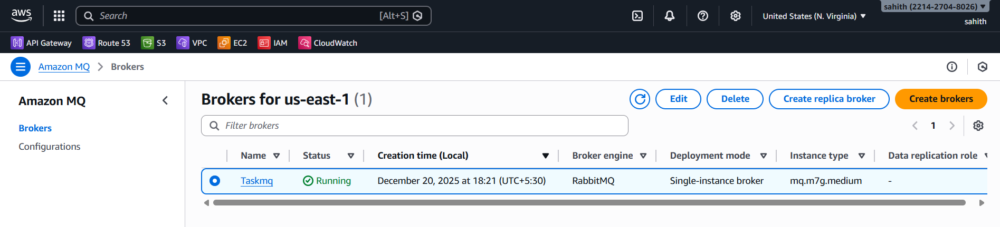 aws
Search [Alt+S]
United States (N. Virginia)
sahith (2214-2704-8026)
sahith
API Gateway Route 53 S3 VPC EC2 IAM CloudWatch
Amazon MQ Brokers
Amazon MQ
Brokers
Configurations
Brokers for us-east-1 (1)
Edit Delete Create replica broker Create brokers
Filter brokers
1
Name Status Creation time (Local) Broker engine Deployment mode Instance type Data replication role
Taskmq Running December 20, 2025 at 18:21 (UTC+5:30) RabbitMQ Single-instance broker mq.m7g.medium -